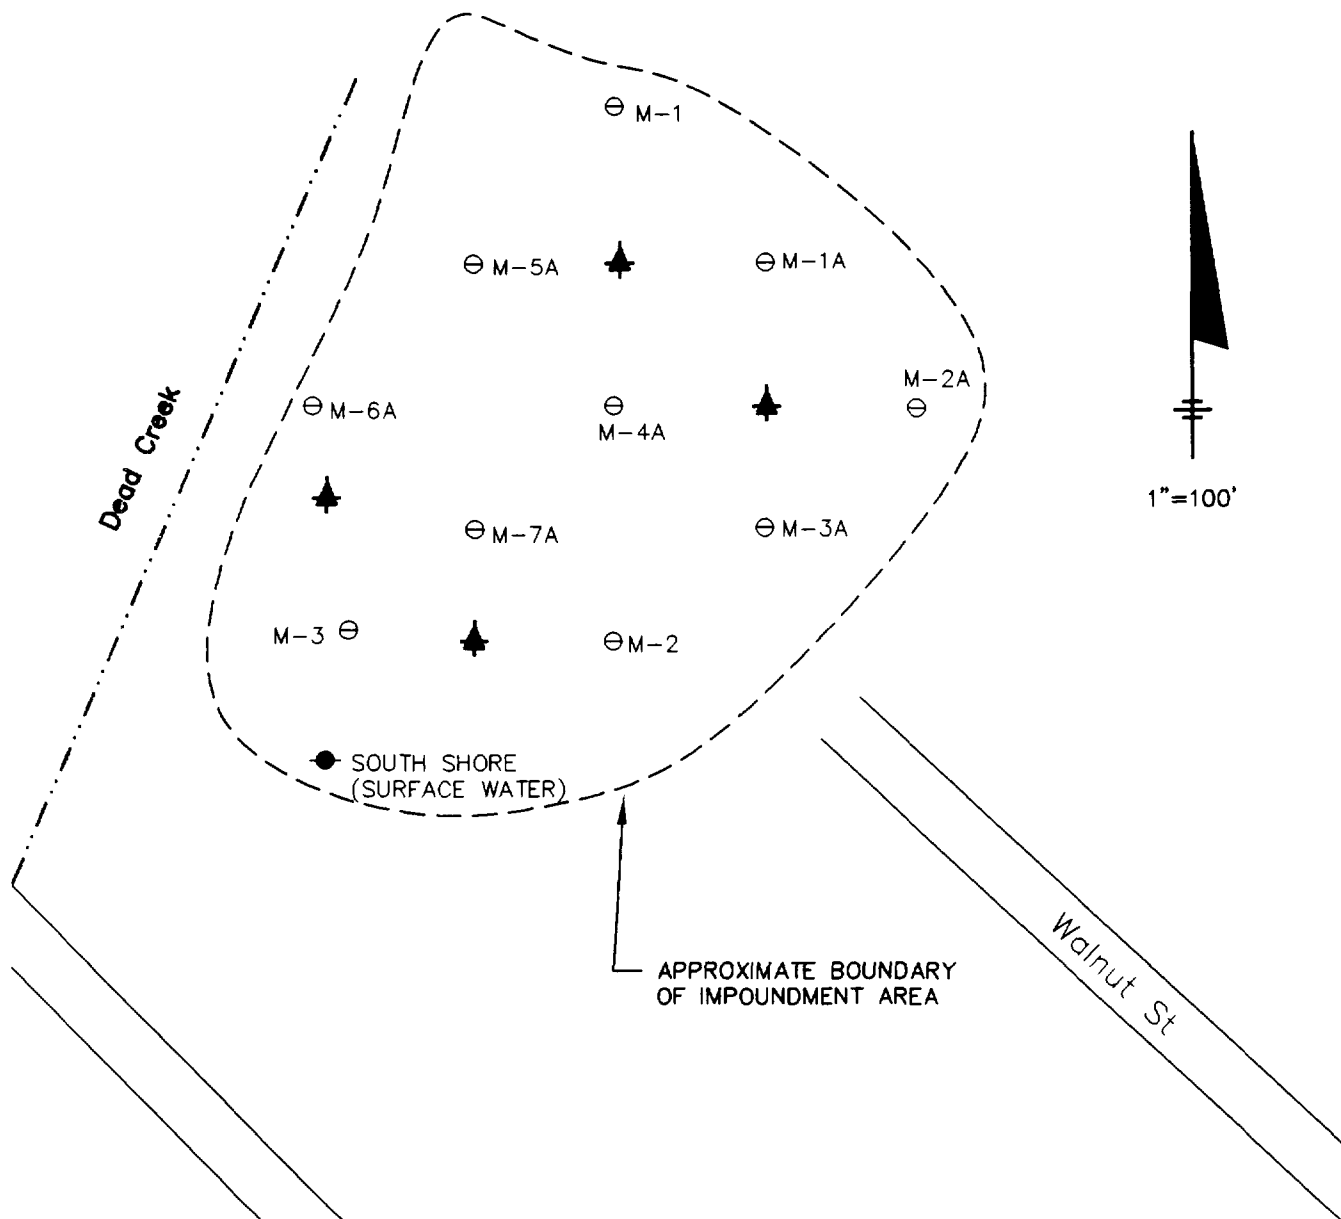 M-1
M-5A
M-1A
M-2A
M-6A
M-4A
Dead Creek
1"=100'
M-7A
M-3A
M-3
M-2
SOUTH SHORE
(SURFACE WATER)
APPROXIMATE BOUNDARY
OF IMPOUNDMENT AREA
Walnut St